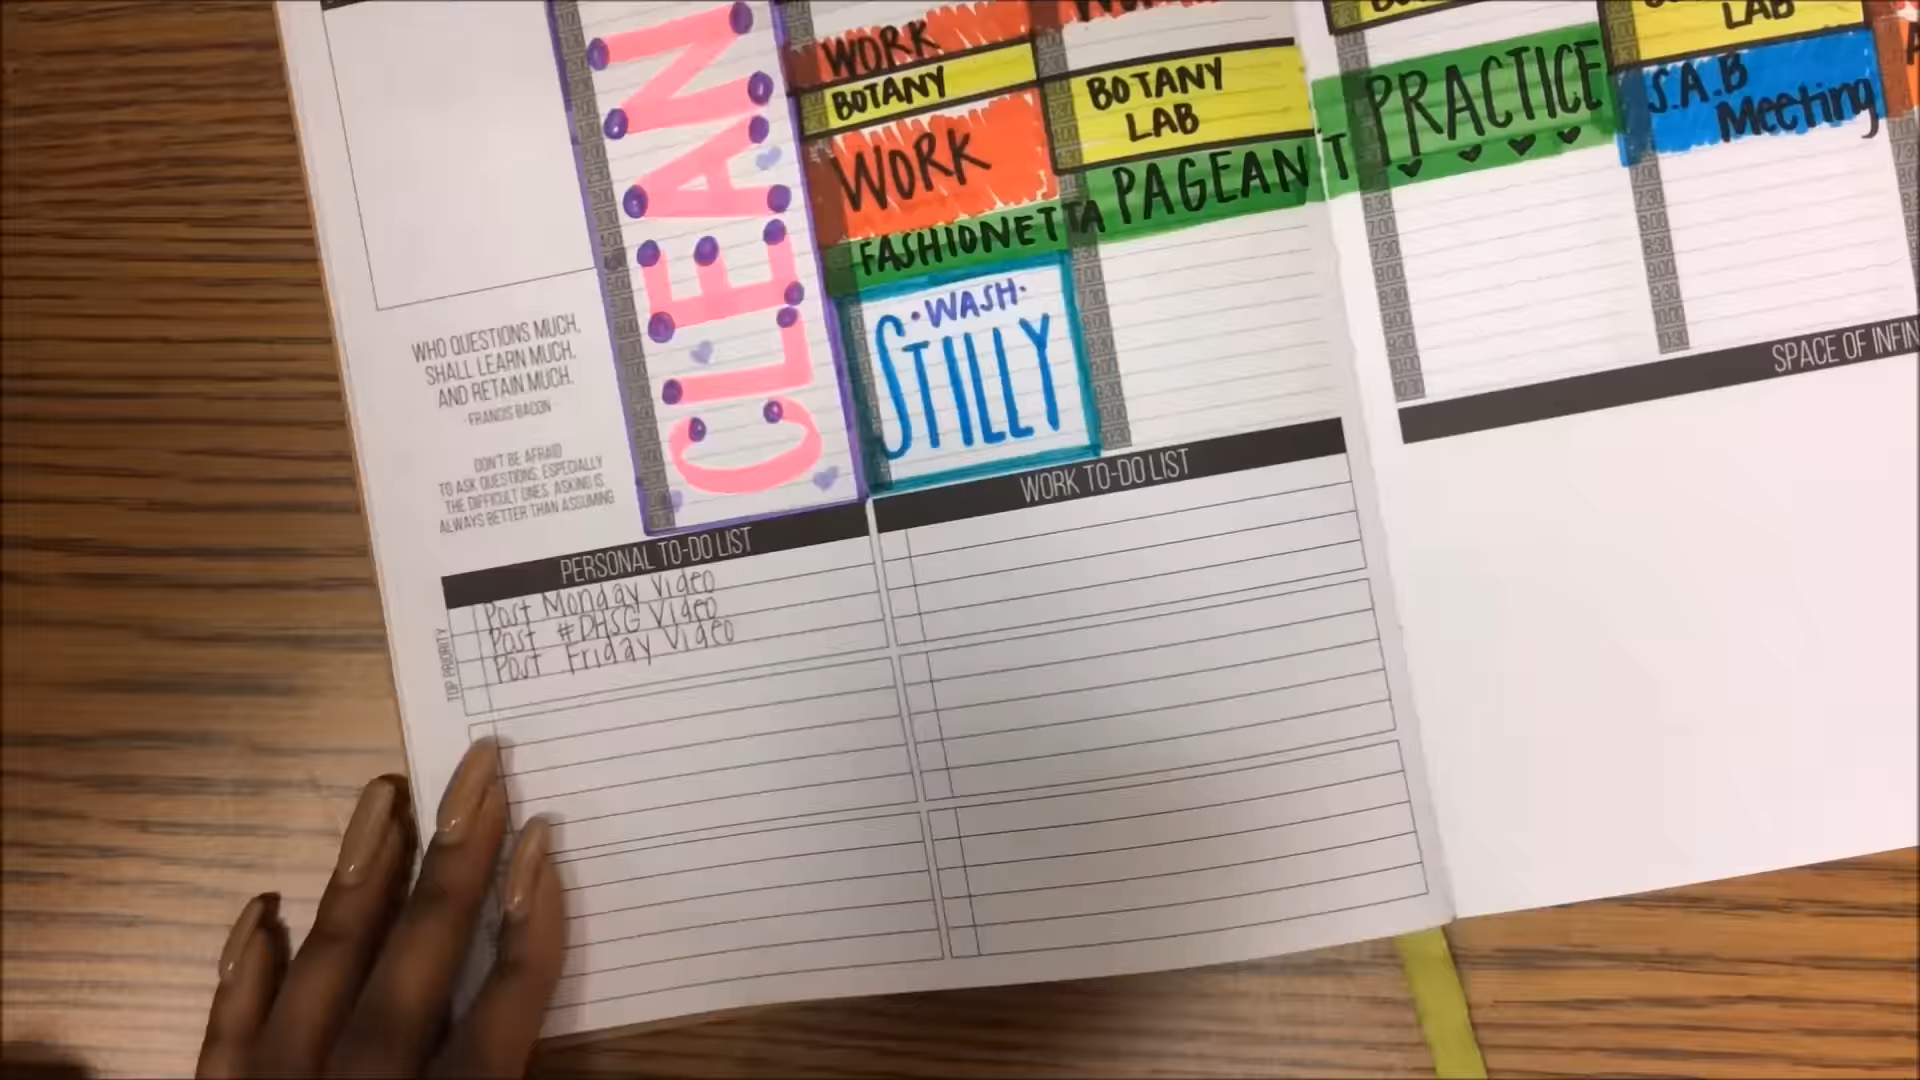 CLEAN
WORK
BOTANY
WORK
BOTANY
LAB
FASHIONETTA PAGEANT PRACTICE
LAB
S.A.B
Meeting
·WASH·
STILLY
SPACE OF INFIN
WHO QUESTIONS MUCH,
SHALL LEARN MUCH,
AND RETAIN MUCH.
- FRANCIS BACON
DON'T BE AFRAID
TO ASK QUESTIONS, ESPECIALLY
THE DIFFICULT ONES. ASKING IS
ALWAYS BETTER THAN ASSUMING
PERSONAL TO-DO LIST
WORK TO-DO LIST
TOP PRIORITY
Post Monday Video
Post #DHSG Video
Post Friday Video